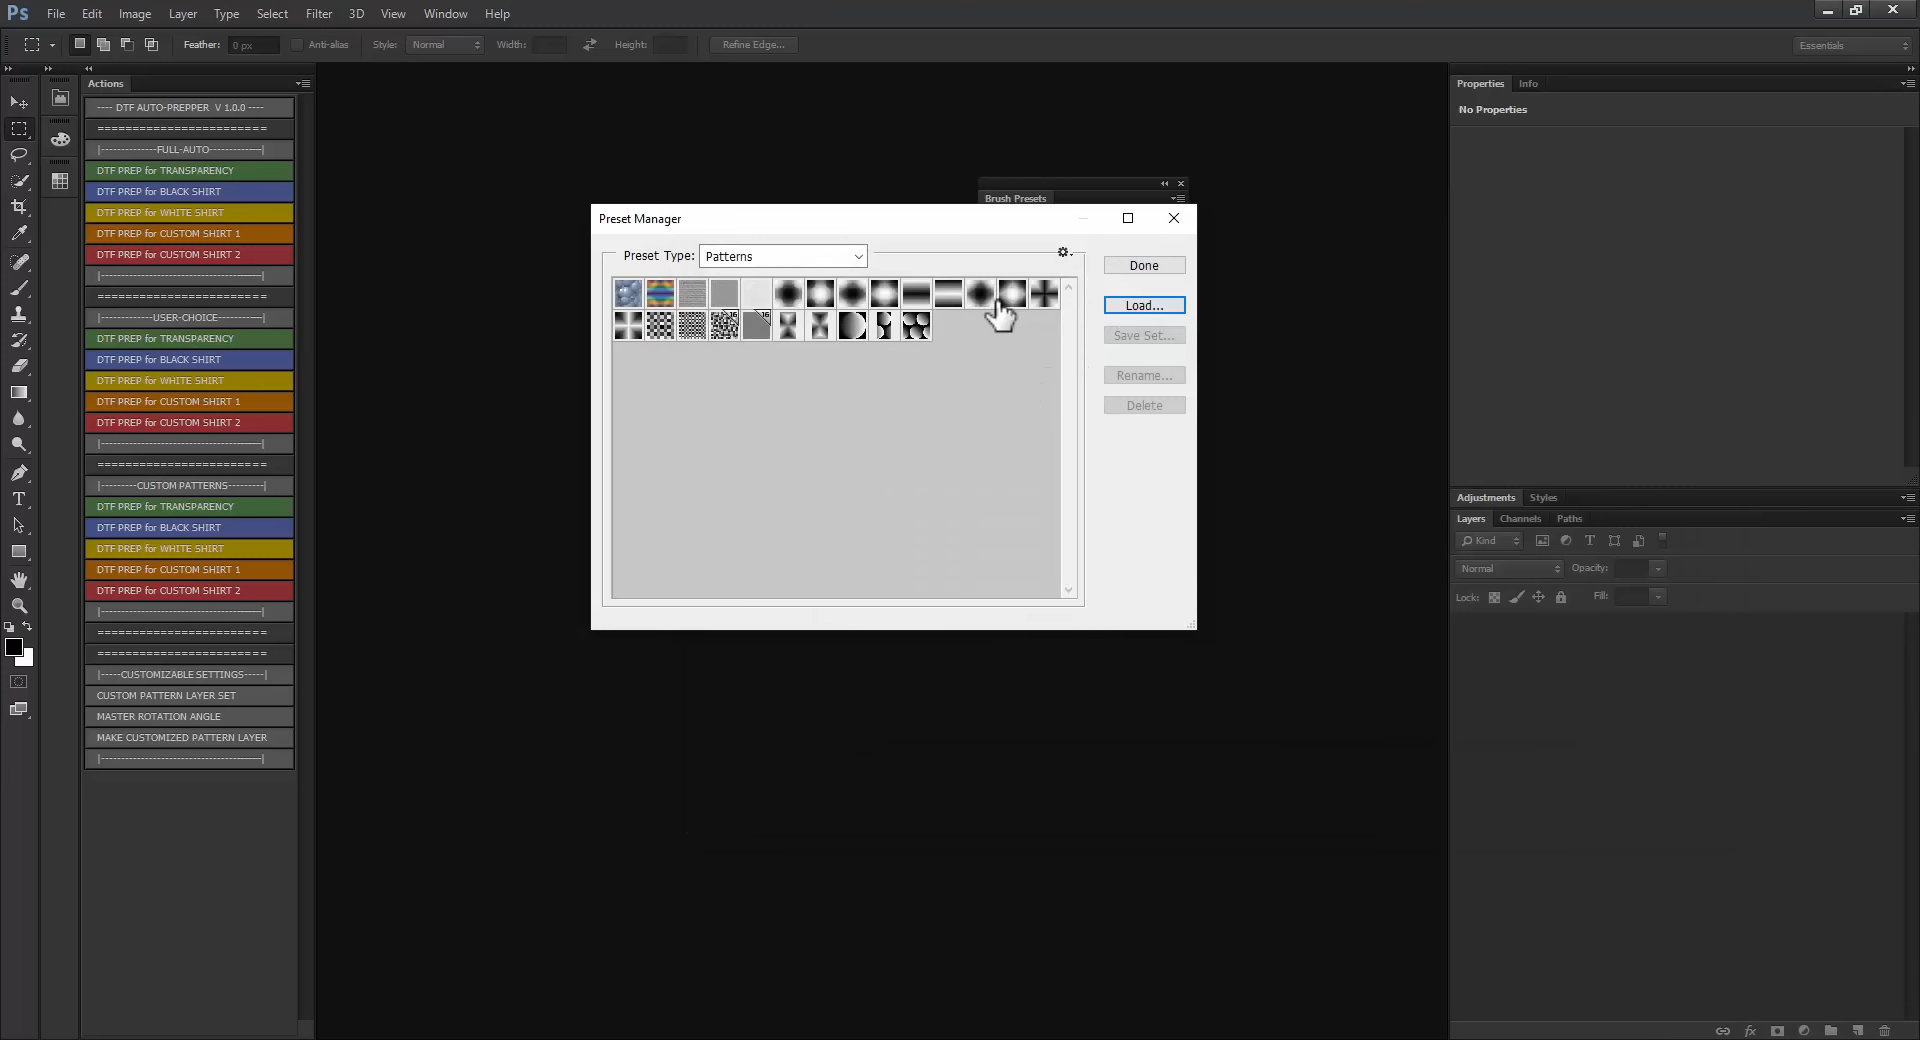 Ps File Edit Image Layer Type Select Filter 3D View Window Help
Feather: 0 px Anti-alias Style: Normal Width: Height: Refine Edge... Essentials
Actions
---- DTF AUTO-PREPPER V 1.0.0 ----
========================
|--------------FULL-AUTO-------------|
DTF PREP for TRANSPARENCY
DTF PREP for BLACK SHIRT
DTF PREP for WHITE SHIRT
DTF PREP for CUSTOM SHIRT 1
DTF PREP for CUSTOM SHIRT 2
|----------------------------------------|
========================
|-------------USER-CHOICE-----------|
DTF PREP for TRANSPARENCY
DTF PREP for BLACK SHIRT
DTF PREP for WHITE SHIRT
DTF PREP for CUSTOM SHIRT 1
DTF PREP for CUSTOM SHIRT 2
|----------------------------------------|
========================
|---------CUSTOM PATTERNS---------|
DTF PREP for TRANSPARENCY
DTF PREP for BLACK SHIRT
DTF PREP for WHITE SHIRT
DTF PREP for CUSTOM SHIRT 1
DTF PREP for CUSTOM SHIRT 2
|----------------------------------------|
========================
========================
|-----CUSTOMIZABLE SETTINGS-----|
CUSTOM PATTERN LAYER SET
MASTER ROTATION ANGLE
MAKE CUSTOMIZED PATTERN LAYER
|----------------------------------------|
Brush Presets
Preset Manager
Preset Type: Patterns
16
16
Done
Load...
Save Set...
Rename...
Delete
Properties Info
No Properties
Adjustments Styles
Layers Channels Paths
Kind
Normal Opacity:
Lock: Fill: